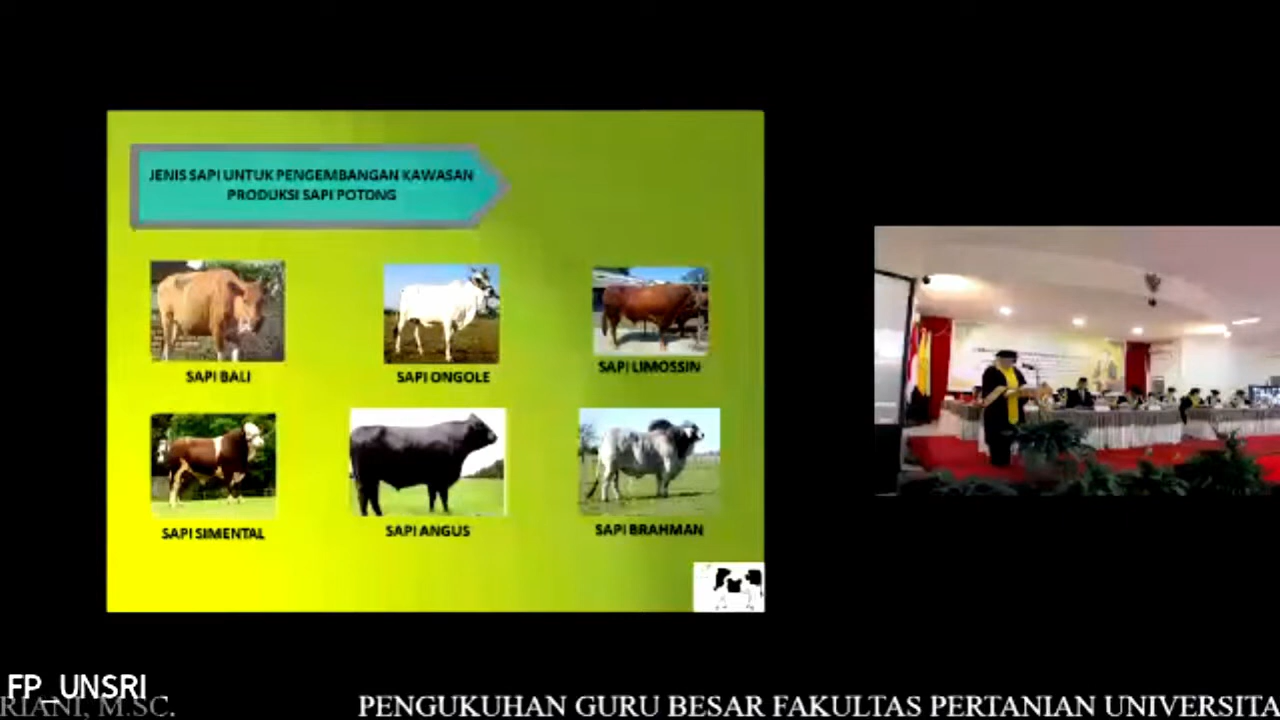 JENIS SAPI UNTUK PENGEMBANGAN KAWASAN
PRODUKSI SAPI POTONG
SAPI BALI
SAPI ONGOLE
SAPI LIMOSSIN
SAPI SIMENTAL
SAPI ANGUS
SAPI BRAHMAN
FP_UNSRI
RIANI, M.SC. PENGUKUHAN GURU BESAR FAKULTAS PERTANIAN UNIVERSITA